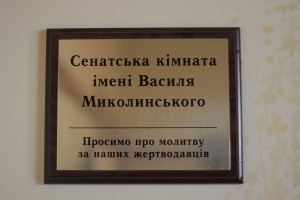 Сенатська кімната
імені Василя
Миколинського
Просимо про молитву
за наших жертводавців